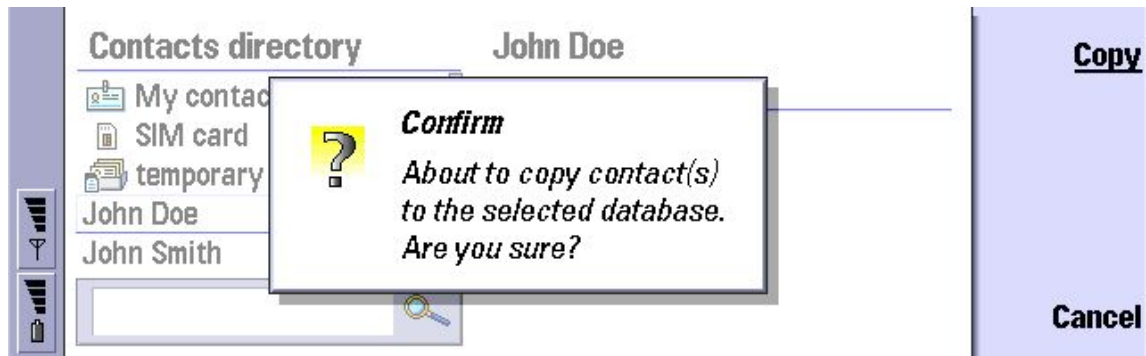 Contacts directory
John Doe
Copy
My contac
SIM card
temporary
John Doe
John Smith
Confirm
About to copy contact(s)
to the selected database.
Are you sure?
Cancel